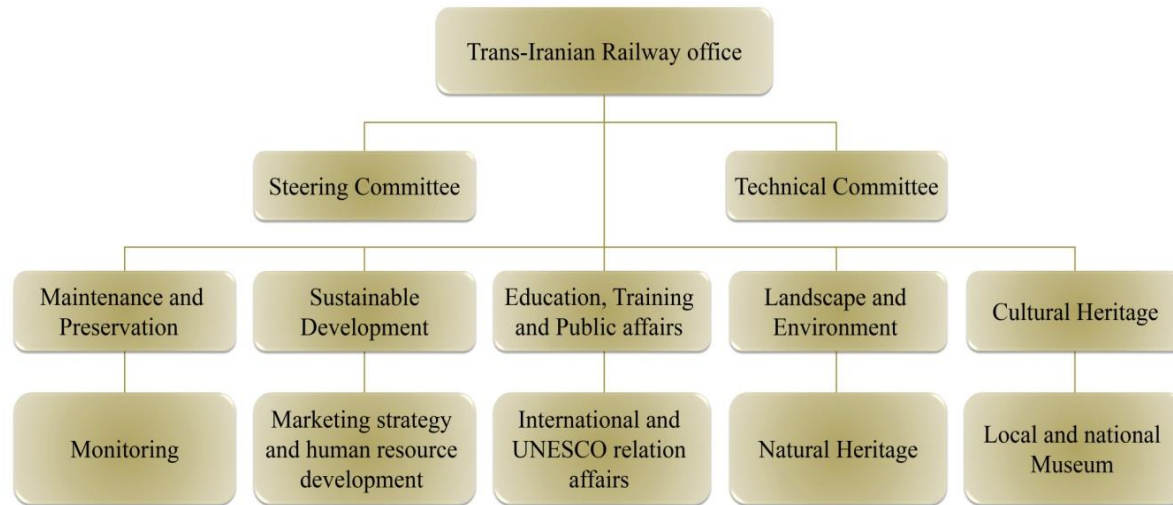 Trans-Iranian Railway office
Steering Committee
Technical Committee
Maintenance and
Preservation
Sustainable
Development
Education, Training
and Public affairs
Landscape and
Environment
Cultural Heritage
Monitoring
Marketing strategy
and human resource
development
International and
UNESCO relation
affairs
Natural Heritage
Local and national
Museum